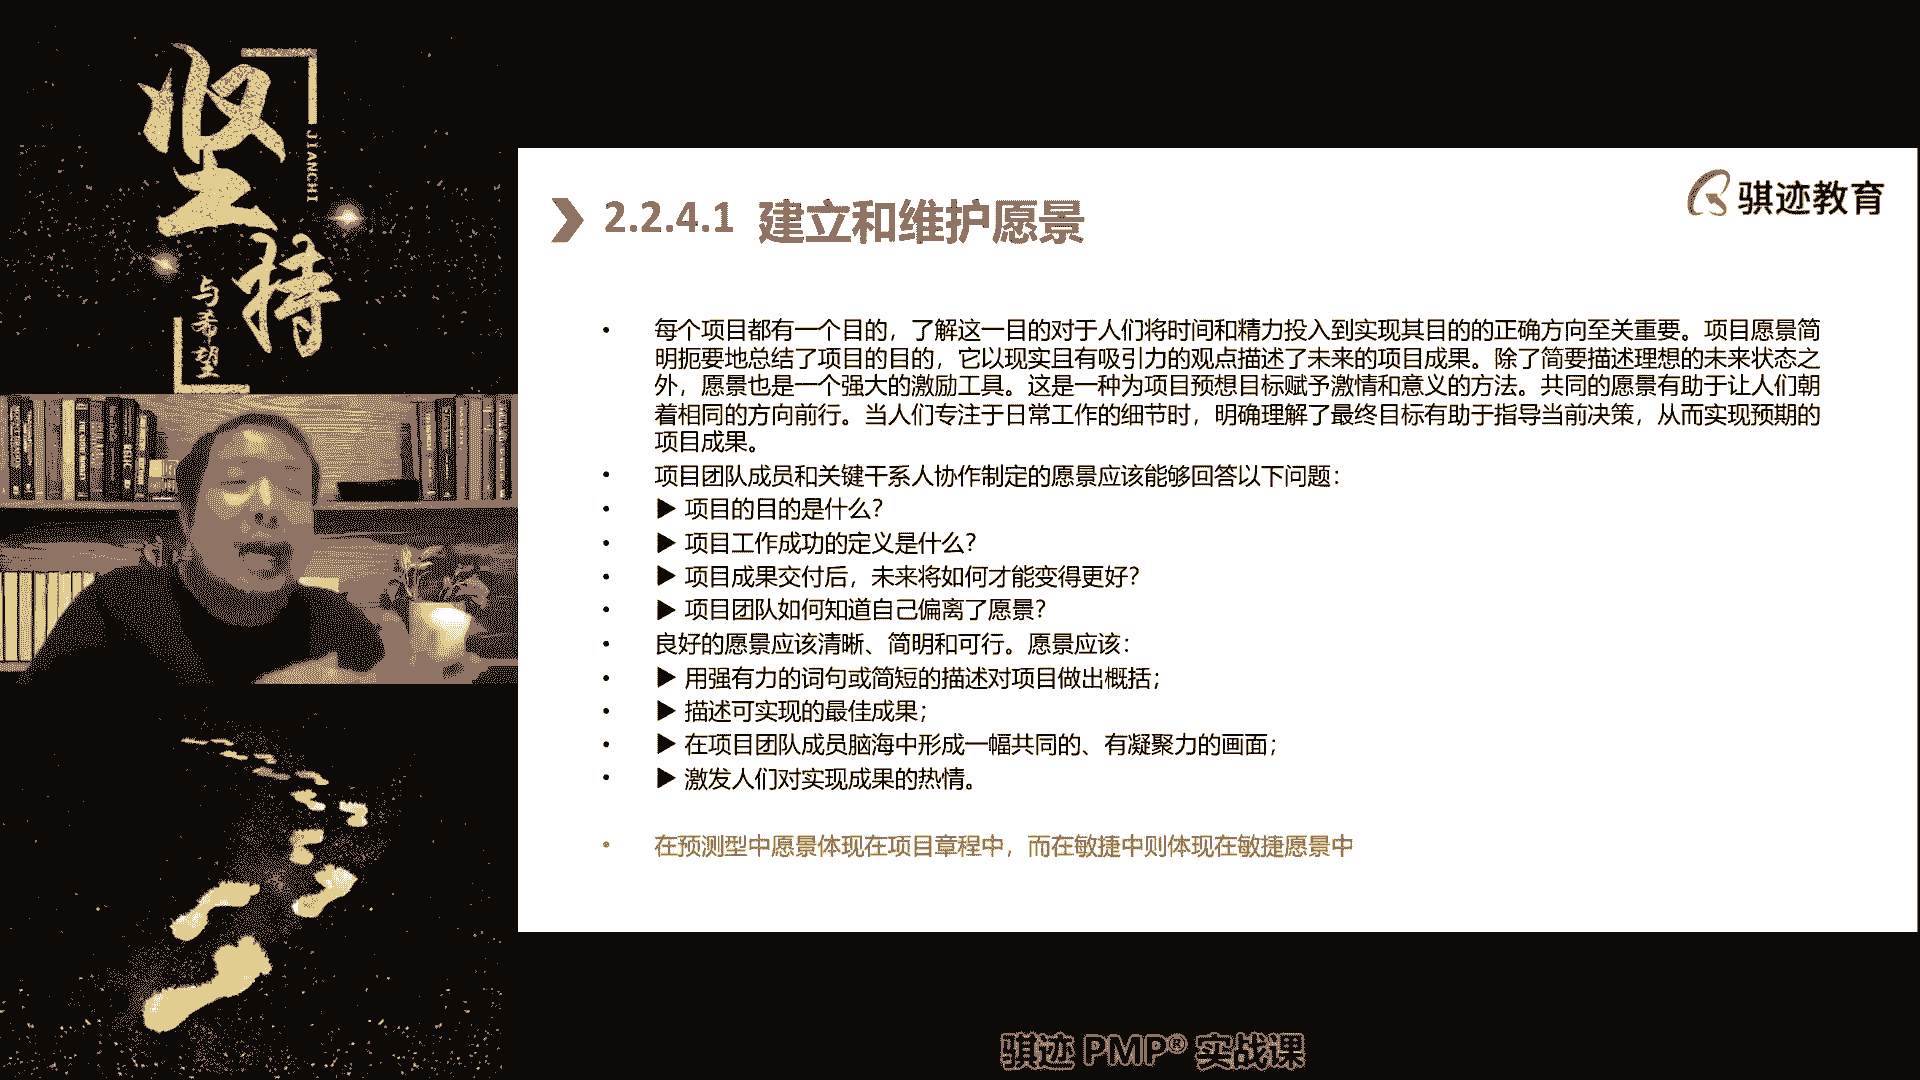 坚持
JIANCHI
与希望
骐迹教育
2.2.4.1 建立和维护愿景
• 每个项目都有一个目的，了解这一目的对于人们将时间和精力投入到实现其目的的正确方向至关重要。项目愿景简
明扼要地总结了项目的目的，它以现实且有吸引力的观点描述了未来的项目成果。除了简要描述理想的未来状态之
外，愿景也是一个强大的激励工具。这是一种为项目预想目标赋予激情和意义的方法。共同的愿景有助于让人们朝
着相同的方向前行。当人们专注于日常工作的细节时，明确理解了最终目标有助于指导当前决策，从而实现预期的
项目成果。
• 项目团队成员和关键干系人协作制定的愿景应该能够回答以下问题：
• ▶ 项目的目的是什么？
• ▶ 项目工作成功的定义是什么？
• ▶ 项目成果交付后，未来将如何才能变得更好？
• ▶ 项目团队如何知道自己偏离了愿景？
• 良好的愿景应该清晰、简明和可行。愿景应该：
• ▶ 用强有力的词句或简短的描述对项目做出概括；
• ▶ 描述可实现的最佳成果；
• ▶ 在项目团队成员脑海中形成一幅共同的、有凝聚力的画面；
• ▶ 激发人们对实现成果的热情。
• 在预测型中愿景体现在项目章程中，而在敏捷中则体现在敏捷愿景中
骐迹 PMP® 实战课